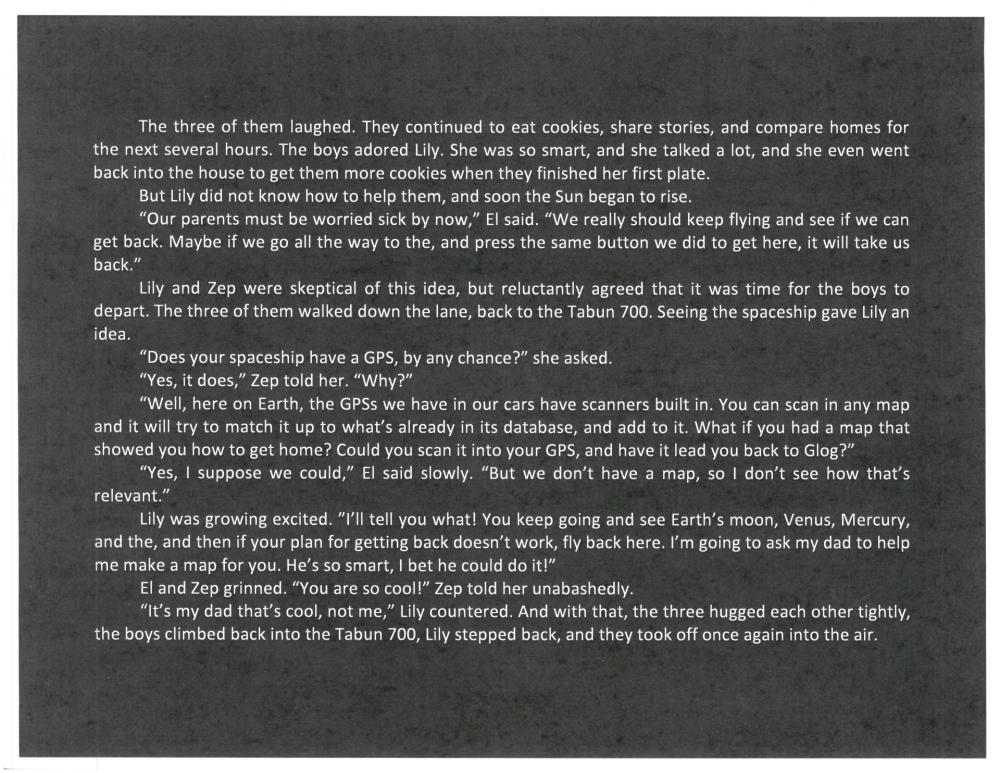 The three of them laughed. They continued to eat cookies, share stories, and compare homes for
the next several hours. The boys adored Lily. She was so smart, and she talked a lot, and she even went
back into the house to get them more cookies when they finished her first plate.
But Lily did not know how to help them, and soon the Sun began to rise.
“Our parents must be worried sick by now,” El said. “We really should keep flying and see if we can
get back. Maybe if we go all the way to the, and press the same button we did to get here, it will take us
back.”
Lily and Zep were skeptical of this idea, but reluctantly agreed that it was time for the boys to
depart. The three of them walked down the lane, back to the Tabun 700. Seeing the spaceship gave Lily an
idea.
“Does your spaceship have a GPS, by any chance?” she asked.
“Yes, it does,” Zep told her. “Why?”
“Well, here on Earth, the GPSs we have in our cars have scanners built in. You can scan in any map
and it will try to match it up to what’s already in its database, and add to it. What if you had a map that
showed you how to get home? Could you scan it into your GPS, and have it lead you back to Glog?”
“Yes, I suppose we could,” El said slowly. “But we don’t have a map, so I don’t see how that’s
relevant.”
Lily was growing excited. “I’ll tell you what! You keep going and see Earth’s moon, Venus, Mercury,
and the, and then if your plan for getting back doesn’t work, fly back here. I’m going to ask my dad to help
me make a map for you. He’s so smart, I bet he could do it!”
El and Zep grinned. “You are so cool!” Zep told her unabashedly.
“It’s my dad that’s cool, not me,” Lily countered. And with that, the three hugged each other tightly,
the boys climbed back into the Tabun 700, Lily stepped back, and they took off once again into the air.